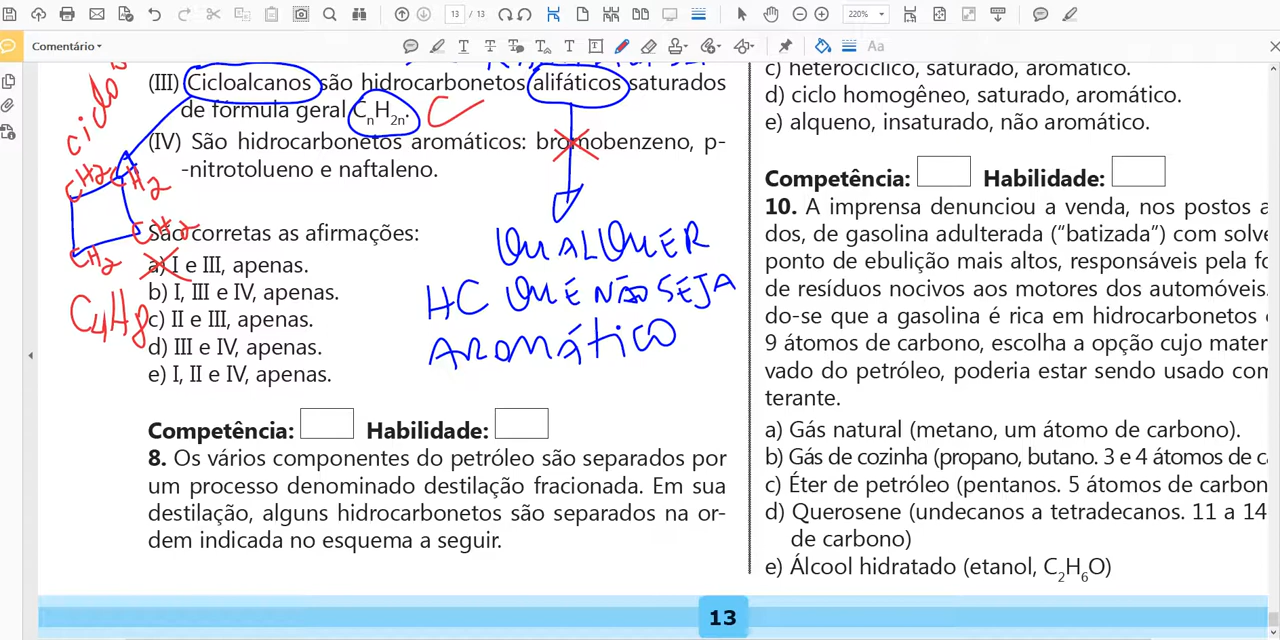 13 / 13
220%
Comentário
Aa
ciclo
(III) Cicloalcanos são hidrocarbonetos alifáticos saturados
de fórmula geral CnH2n. C
(IV) São hidrocarbonetos aromáticos: bromobenzeno, p-
-nitrotolueno e naftaleno.
CH2 CH2
CH2
CH2
C4H8
São corretas as afirmações:
a) I e III, apenas.
b) I, III e IV, apenas.
c) II e III, apenas.
d) III e IV, apenas.
e) I, II e IV, apenas.
QUALQUER
HC QUE NÃO SEJA
AROMÁTICO
Competência: Habilidade:
8. Os vários componentes do petróleo são separados por
um processo denominado destilação fracionada. Em sua
destilação, alguns hidrocarbonetos são separados na or-
dem indicada no esquema a seguir.
c) heterocíclico, saturado, aromático.
d) ciclo homogêneo, saturado, aromático.
e) alqueno, insaturado, não aromático.
Competência: Habilidade:
10. A imprensa denunciou a venda, nos postos a
dos, de gasolina adulterada (“batizada”) com solve
ponto de ebulição mais altos, responsáveis pela fo
de resíduos nocivos aos motores dos automóveis.
do-se que a gasolina é rica em hidrocarbonetos
9 átomos de carbono, escolha a opção cujo mater
vado do petróleo, poderia estar sendo usado com
terante.
a) Gás natural (metano, um átomo de carbono).
b) Gás de cozinha (propano, butano. 3 e 4 átomos de c
c) Éter de petróleo (pentanos. 5 átomos de carbon
d) Querosene (undecanos a tetradecanos. 11 a 14
de carbono)
e) Álcool hidratado (etanol, C2H6O)
13